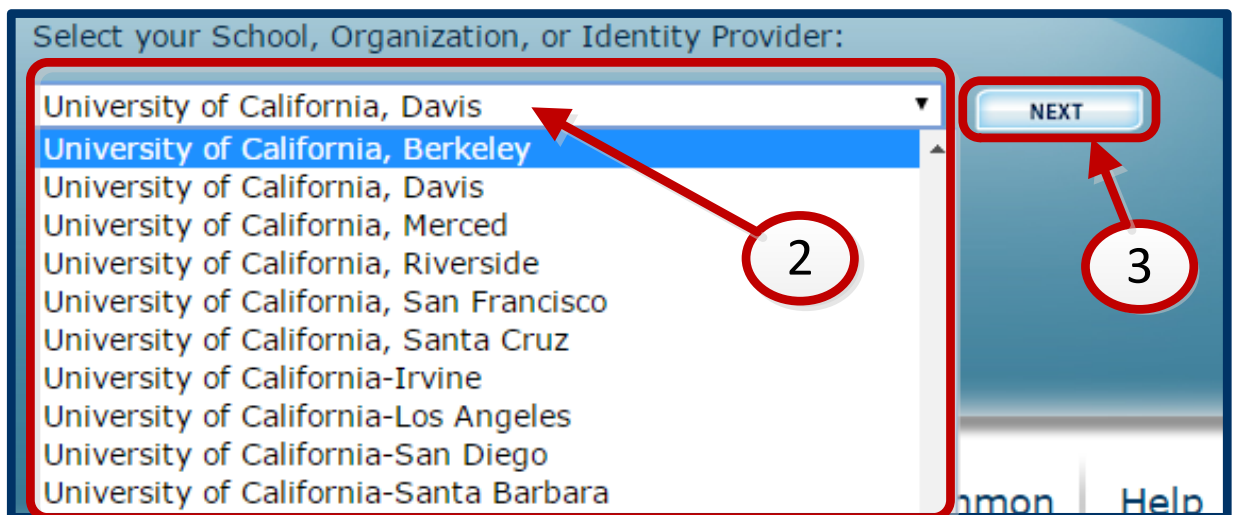 Select your School, Organization, or Identity Provider:
University of California, Davis
NEXT
University of California, Berkeley
University of California, Davis
University of California, Merced
University of California, Riverside
University of California, San Francisco
University of California, Santa Cruz
University of California-Irvine
University of California-Los Angeles
University of California-San Diego
University of California-Santa Barbara
2
3
mmon
Help